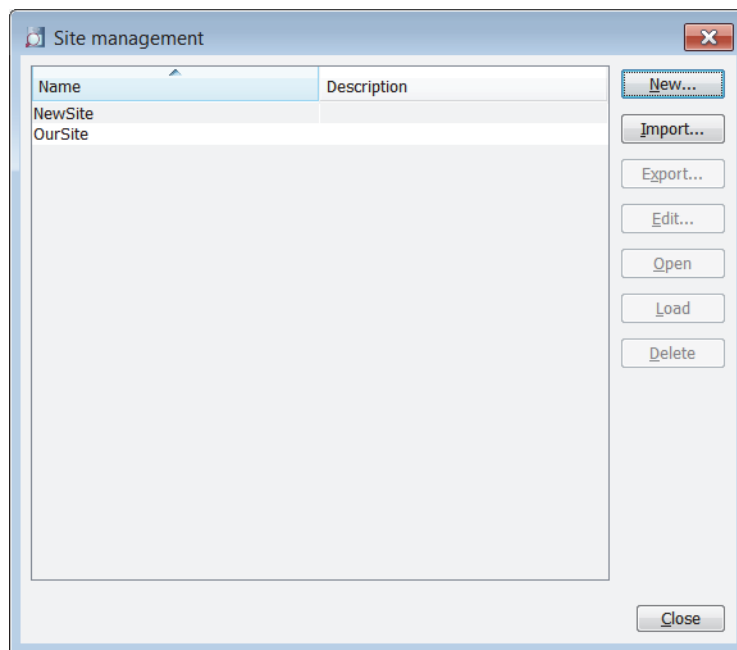 Site management
Name Description
NewSite
OurSite
New...
Import...
Export...
Edit...
Open
Load
Delete
Close